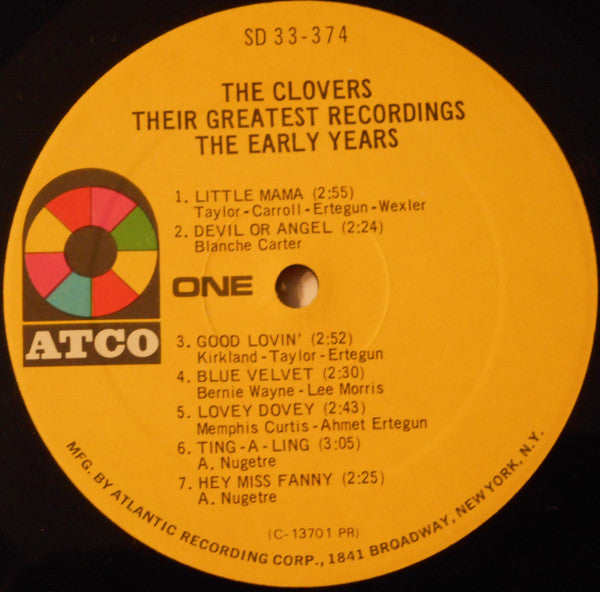 SD 33-374
THE CLOVERS
THEIR GREATEST RECORDINGS
THE EARLY YEARS
1. LITTLE MAMA (2:55)
Taylor-Carroll-Ertegun-Wexler
2. DEVIL OR ANGEL (2:24)
Blanche Carter
ONE
ATCO
3. GOOD LOVIN' (2:52)
Kirkland-Taylor-Ertegun
4. BLUE VELVET (2:30)
Bernie Wayne-Lee Morris
5. LOVEY DOVEY (2:43)
Memphis Curtis-Ahmet Ertegun
6. TING-A-LING (3:05)
A. Nugetre
7. HEY MISS FANNY (2:25)
A. Nugetre
(C-13701 PR)
MFG. BY ATLANTIC RECORDING CORP., 1841 BROADWAY, NEW YORK, N.Y.